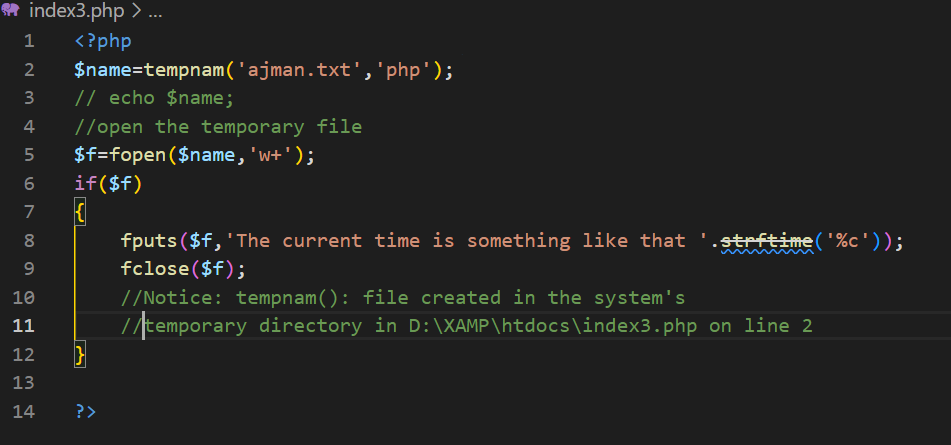 index3.php > ...
1 <?php
2 $name=tempnam('ajman.txt','php');
3 // echo $name;
4 //open the temporary file
5 $f=fopen($name,'w+');
6 if($f)
7 {
8 fputs($f,'The current time is something like that '.strftime('%c'));
9 fclose($f);
10 //Notice: tempnam(): file created in the system's
11 //temporary directory in D:\XAMP\htdocs\index3.php on line 2
12 }
13
14 ?>